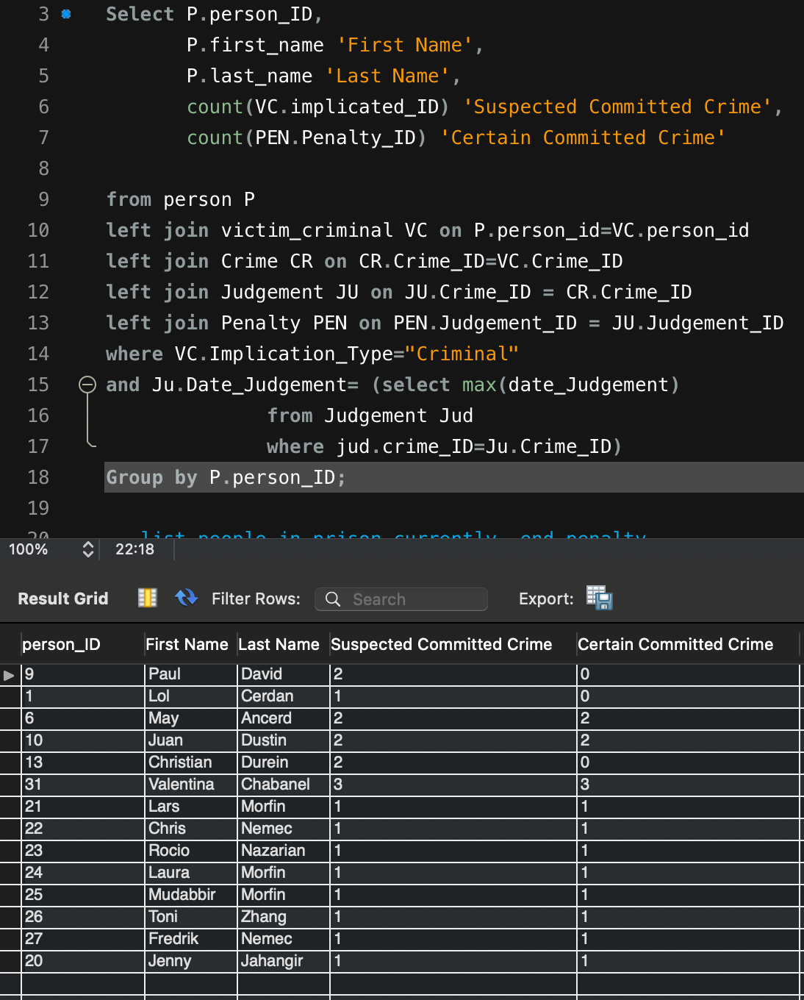 3 Select P.person_ID,
4 P.first_name 'First Name',
5 P.last_name 'Last Name',
6 count(VC.implicated_ID) 'Suspected Committed Crime',
7 count(PEN.Penalty_ID) 'Certain Committed Crime'
8
9 from person P
10 left join victim_criminal VC on P.person_id=VC.person_id
11 left join Crime CR on CR.Crime_ID=VC.Crime_ID
12 left join Judgement JU on JU.Crime_ID = CR.Crime_ID
13 left join Penalty PEN on PEN.Judgement_ID = JU.Judgement_ID
14 where VC.Implication_Type="Criminal"
15 and Ju.Date_Judgement= (select max(date_Judgement)
16 from Judgement Jud
17 where jud.crime_ID=Ju.Crime_ID)
18 Group by P.person_ID;
19
20 list people in prison currently, end penalty
100% 22:18
Result Grid Filter Rows: Search Export:
person_ID First Name Last Name Suspected Committed Crime Certain Committed Crime
9 Paul David 2 0
1 Lol Cerdan 1 0
6 May Ancerd 2 2
10 Juan Dustin 2 2
13 Christian Durein 2 0
31 Valentina Chabanel 3 3
21 Lars Morfin 1 1
22 Chris Nemec 1 1
23 Rocio Nazarian 1 1
24 Laura Morfin 1 1
25 Mudabbir Morfin 1 1
26 Toni Zhang 1 1
27 Fredrik Nemec 1 1
20 Jenny Jahangir 1 1